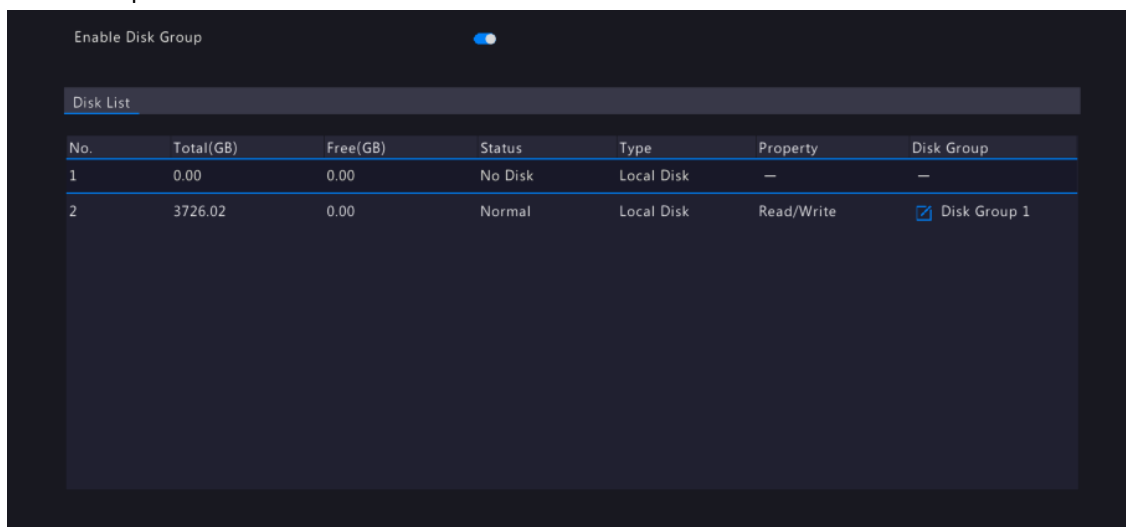 Enable Disk Group
Disk List
No. Total(GB) Free(GB) Status Type Property Disk Group
1 0.00 0.00 No Disk Local Disk — —
2 3726.02 0.00 Normal Local Disk Read/Write Disk Group 1